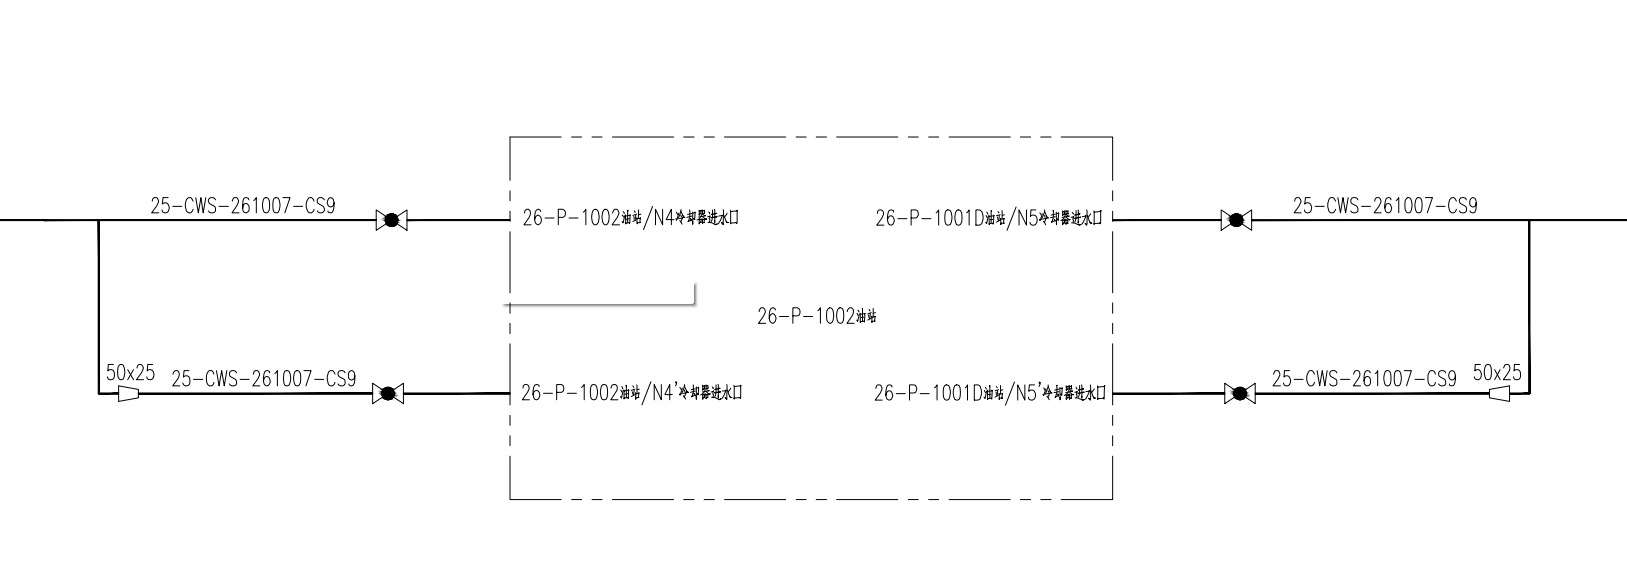 25-CWS-261007-CS9
25-CWS-261007-CS9
26-P-1002油站/N4冷却器进水口
26-P-1001D油站/N5冷却器进水口
26-P-1002油站
50x25
25-CWS-261007-CS9
25-CWS-261007-CS9
50x25
26-P-1002油站/N4'冷却器进水口
26-P-1001D油站/N5'冷却器进水口